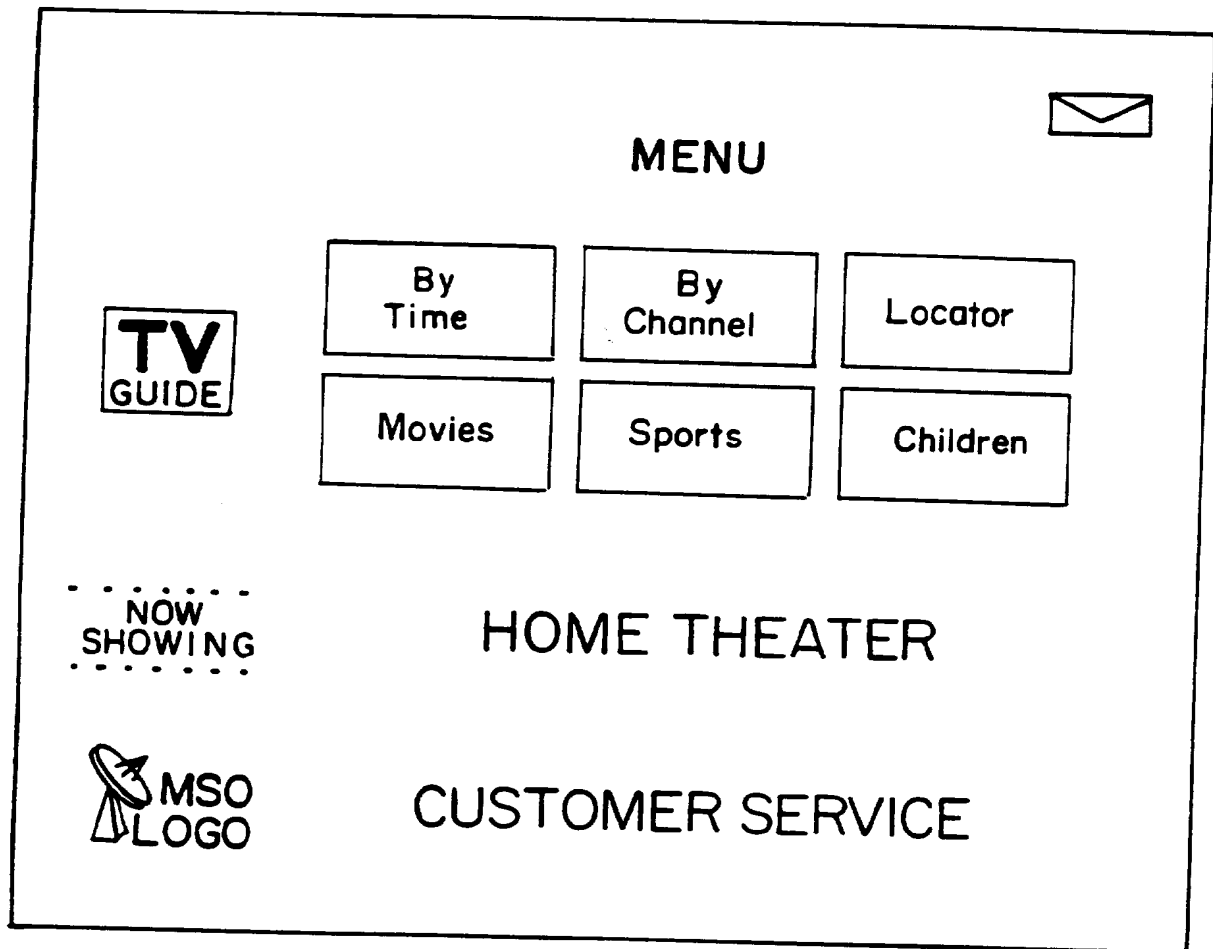 MENU
By
Time
By
Channel
Locator
TV
GUIDE
Movies
Sports
Children
NOW
SHOWING
HOME THEATER
MSO
LOGO
CUSTOMER SERVICE